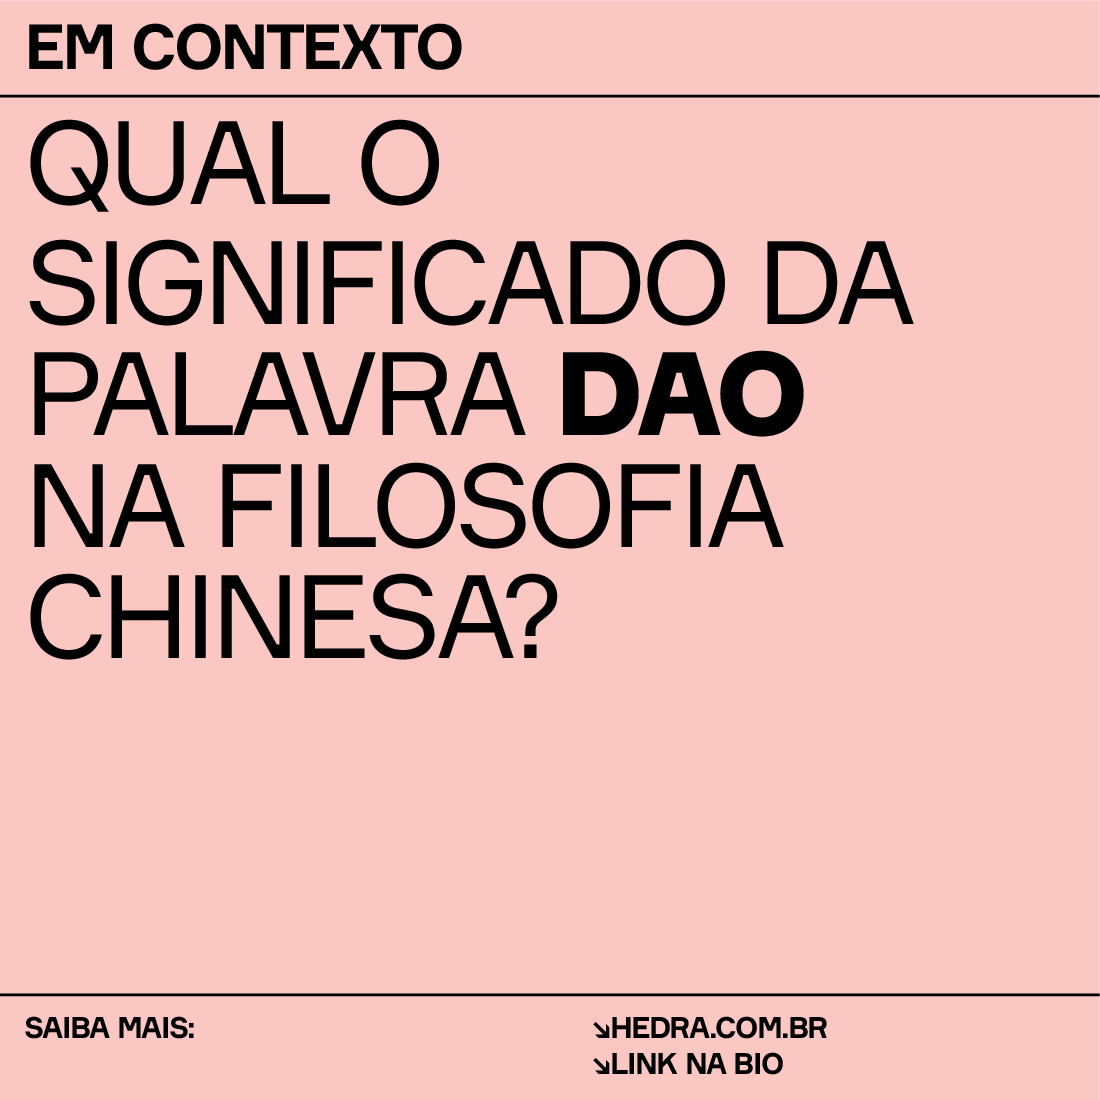 EM CONTEXTO
QUAL O
SIGNIFICADO DA
PALAVRA DAO
NA FILOSOFIA
CHINESA?
SAIBA MAIS:
↘HEDRA.COM.BR
↘LINK NA BIO